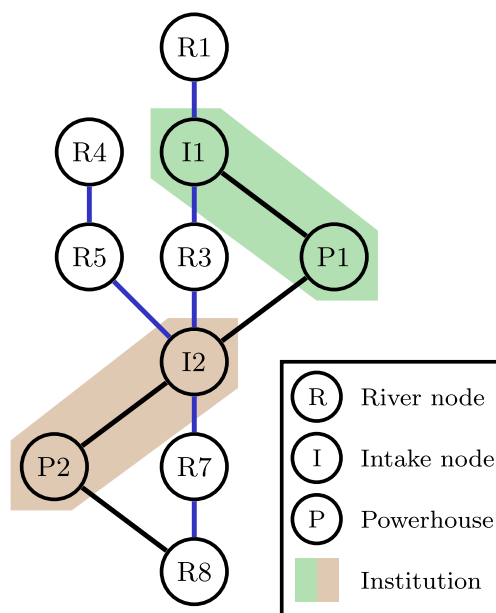 R1
R4
I1
R5
R3
P1
I2
P2
R7
R8
R River node
I Intake node
P Powerhouse
Institution